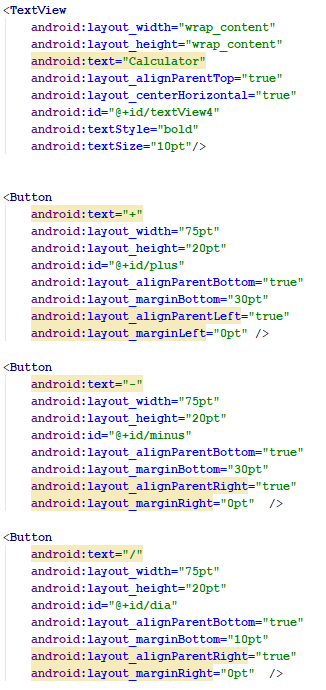 <TextView
android:layout_width="wrap_content"
android:layout_height="wrap_content"
android:text="Calculator"
android:layout_alignParentTop="true"
android:layout_centerHorizontal="true"
android:id="@+id/textView4"
android:textStyle="bold"
android:textSize="10pt"/>
<Button
android:text="+"
android:layout_width="75pt"
android:layout_height="20pt"
android:id="@+id/plus"
android:layout_alignParentBottom="true"
android:layout_marginBottom="30pt"
android:layout_alignParentLeft="true"
android:layout_marginLeft="0pt" />
<Button
android:text="-"
android:layout_width="75pt"
android:layout_height="20pt"
android:id="@+id/minus"
android:layout_alignParentBottom="true"
android:layout_marginBottom="30pt"
android:layout_alignParentRight="true"
android:layout_marginRight="0pt"  />
<Button
android:text="/"
android:layout_width="75pt"
android:layout_height="20pt"
android:id="@+id/dia"
android:layout_alignParentBottom="true"
android:layout_marginBottom="10pt"
android:layout_alignParentRight="true"
android:layout_marginRight="0pt"  />